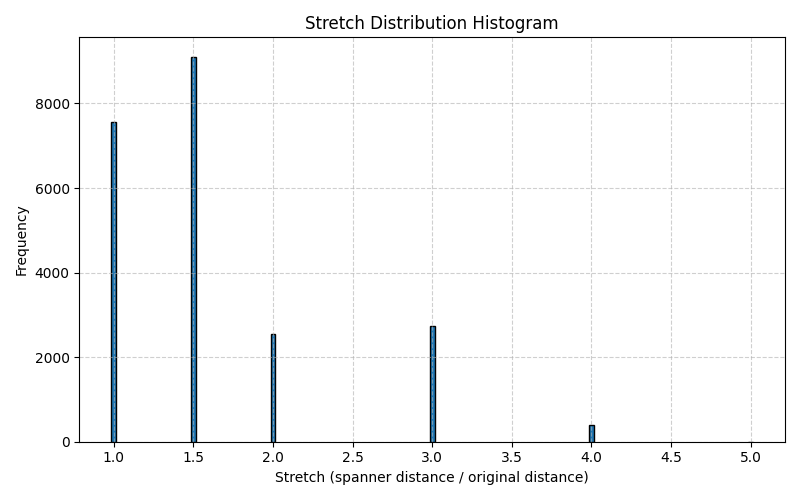 Stretch Distribution Histogram
Frequency
8000
6000
4000
2000
0
1.0 1.5 2.0 2.5 3.0 3.5 4.0 4.5 5.0
Stretch (spanner distance / original distance)